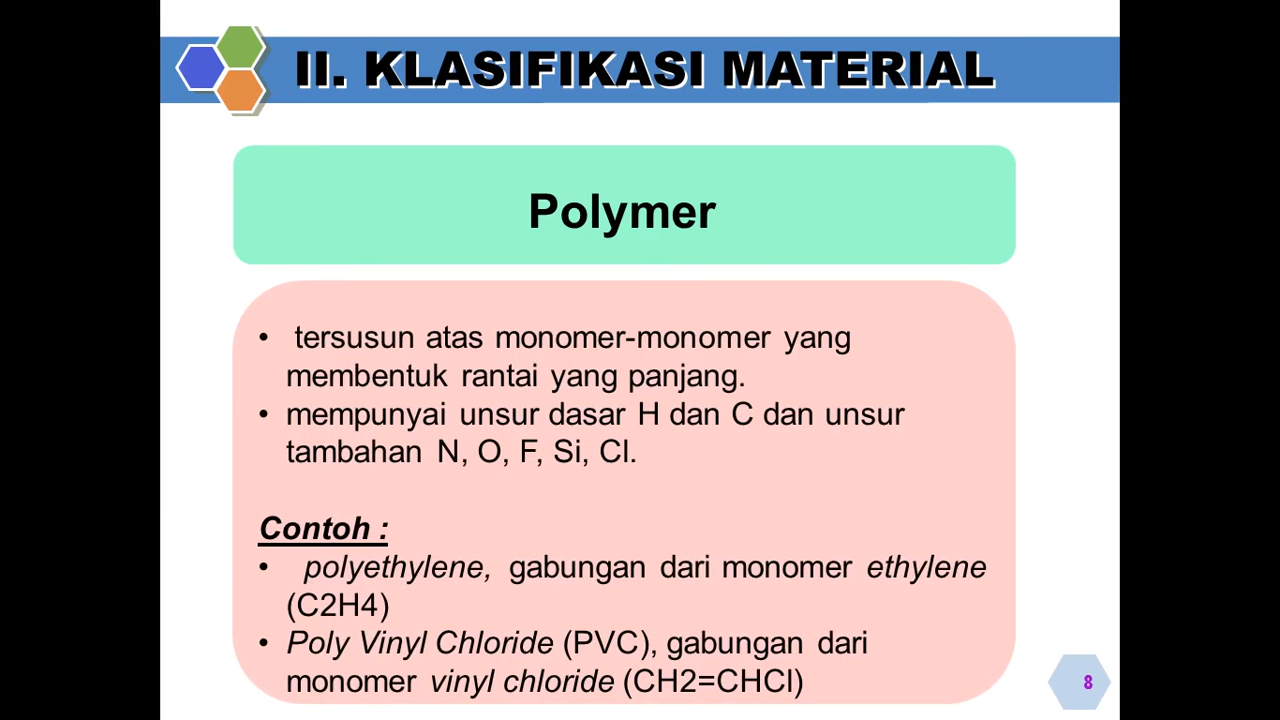 II. KLASIFIKASI MATERIAL
Polymer
• tersusun atas monomer-monomer yang
membentuk rantai yang panjang.
• mempunyai unsur dasar H dan C dan unsur
tambahan N, O, F, Si, Cl.
Contoh :
• polyethylene, gabungan dari monomer ethylene
(C2H4)
• Poly Vinyl Chloride (PVC), gabungan dari
monomer vinyl chloride (CH2=CHCl)
8